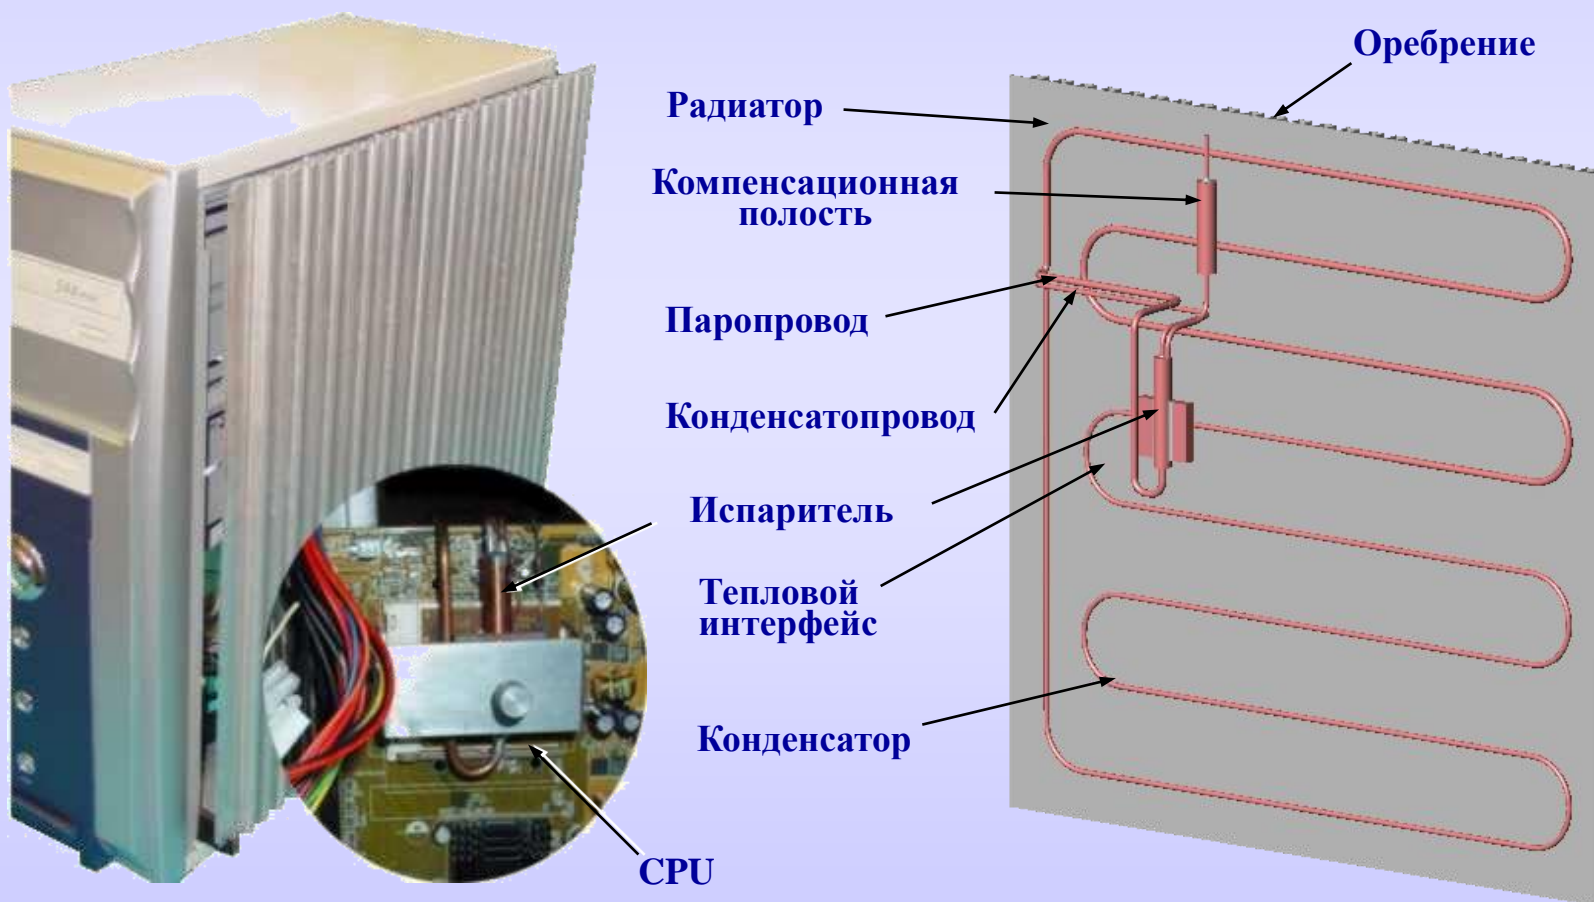 Оребрение
Радиатор
Компенсационная
полость
Паропровод
Конденсатопровод
Испаритель
Тепловой
интерфейс
Конденсатор
CPU